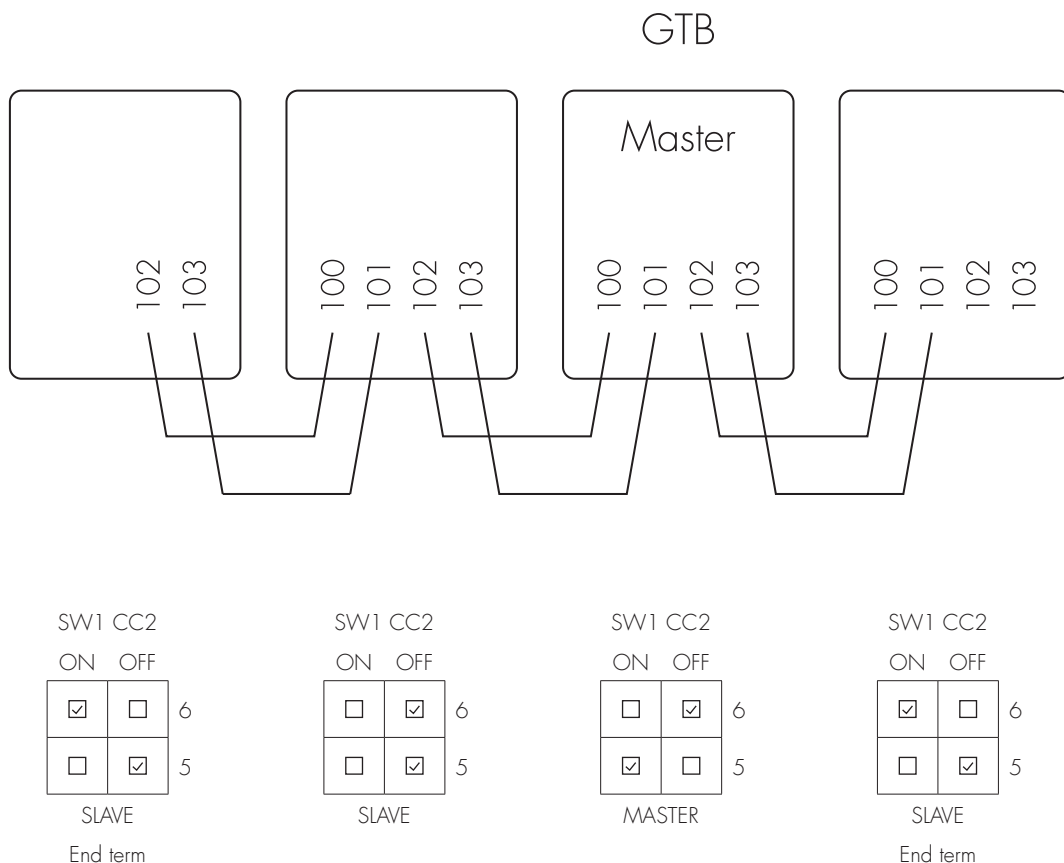 GTB
Master
102 103 100 101 102 103 100 101 102 103 100 101 102 103
SW1 CC2 SW1 CC2 SW1 CC2 SW1 CC2
ON OFF ON OFF ON OFF ON OFF
6 6 6 6
5 5 5 5
SLAVE SLAVE MASTER SLAVE
End term End term